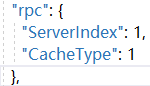 "rpc": {
  "ServerIndex": 1,
  "CacheType": 1
},